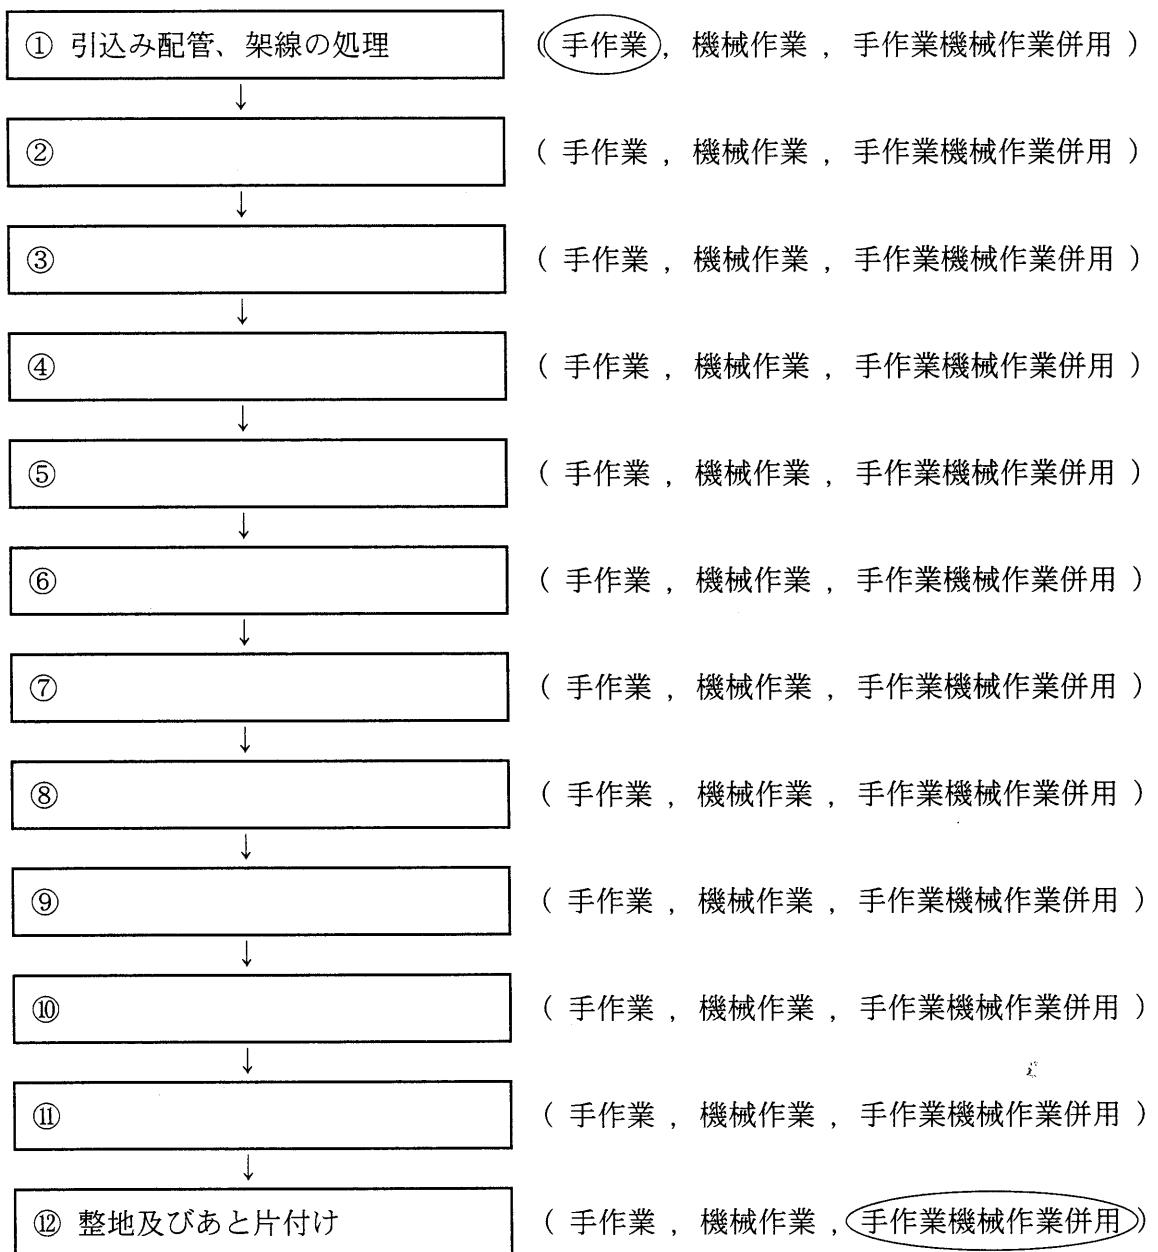 ① 引込み配管、架線の処理 ( 手作業 , 機械作業 , 手作業機械作業併用 )
↓
② ( 手作業 , 機械作業 , 手作業機械作業併用 )
↓
③ ( 手作業 , 機械作業 , 手作業機械作業併用 )
↓
④ ( 手作業 , 機械作業 , 手作業機械作業併用 )
↓
⑤ ( 手作業 , 機械作業 , 手作業機械作業併用 )
↓
⑥ ( 手作業 , 機械作業 , 手作業機械作業併用 )
↓
⑦ ( 手作業 , 機械作業 , 手作業機械作業併用 )
↓
⑧ ( 手作業 , 機械作業 , 手作業機械作業併用 )
↓
⑨ ( 手作業 , 機械作業 , 手作業機械作業併用 )
↓
⑩ ( 手作業 , 機械作業 , 手作業機械作業併用 )
↓
⑪ ( 手作業 , 機械作業 , 手作業機械作業併用 )
↓
⑫ 整地及びあと片付け ( 手作業 , 機械作業 , 手作業機械作業併用 )